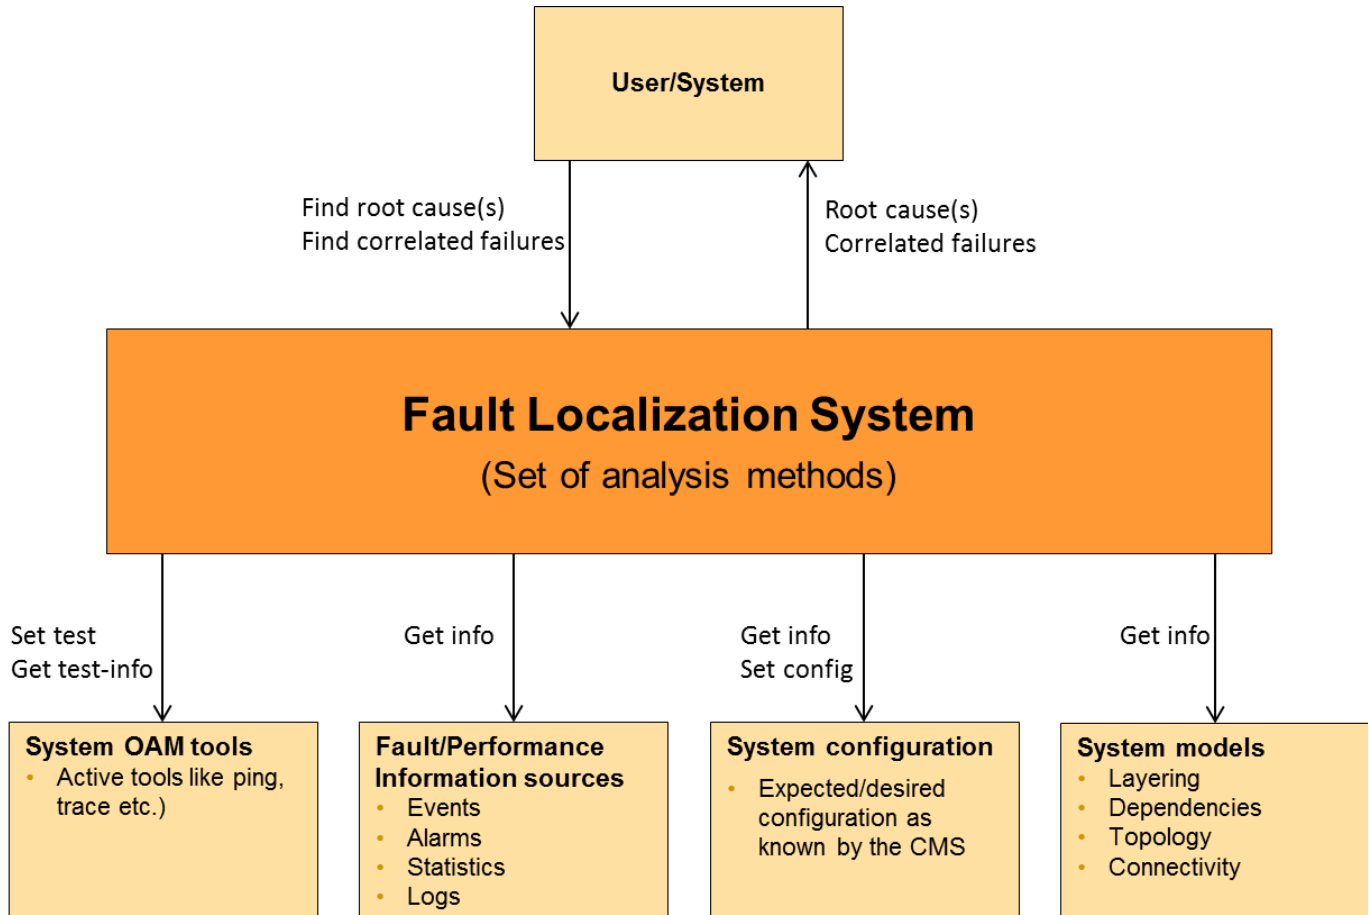 User/System
Find root cause(s)
Find correlated failures
Root cause(s)
Correlated failures
Fault Localization System
(Set of analysis methods)
Set test
Get test-info
Get info
Get info
Set config
Get info
System OAM tools
• Active tools like ping,
trace etc.)
Fault/Performance
Information sources
• Events
• Alarms
• Statistics
• Logs
System configuration
• Expected/desired
configuration as
known by the CMS
System models
• Layering
• Dependencies
• Topology
• Connectivity